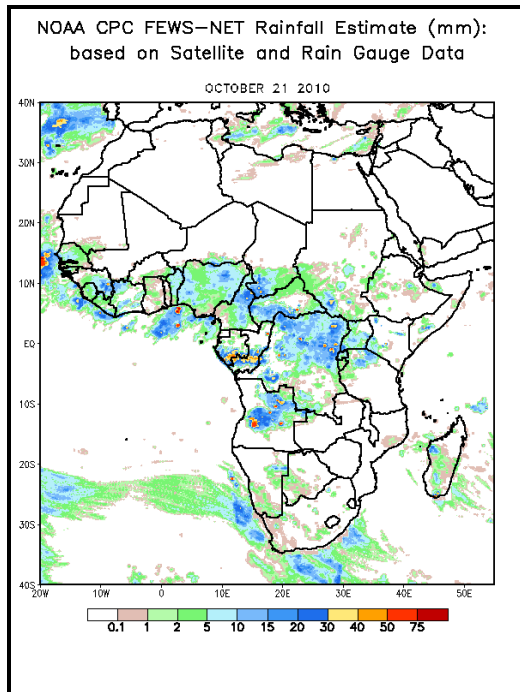 NOAA CPC FEWS-NET Rainfall Estimate (mm):
based on Satellite and Rain Gauge Data
OCTOBER 21 2010
40N
30N
20N
10N
EQ
10S
20S
30S
40S
20W 10W 0 10E 20E 30E 40E 50E
0.1 1 2 5 10 15 20 30 40 50 75